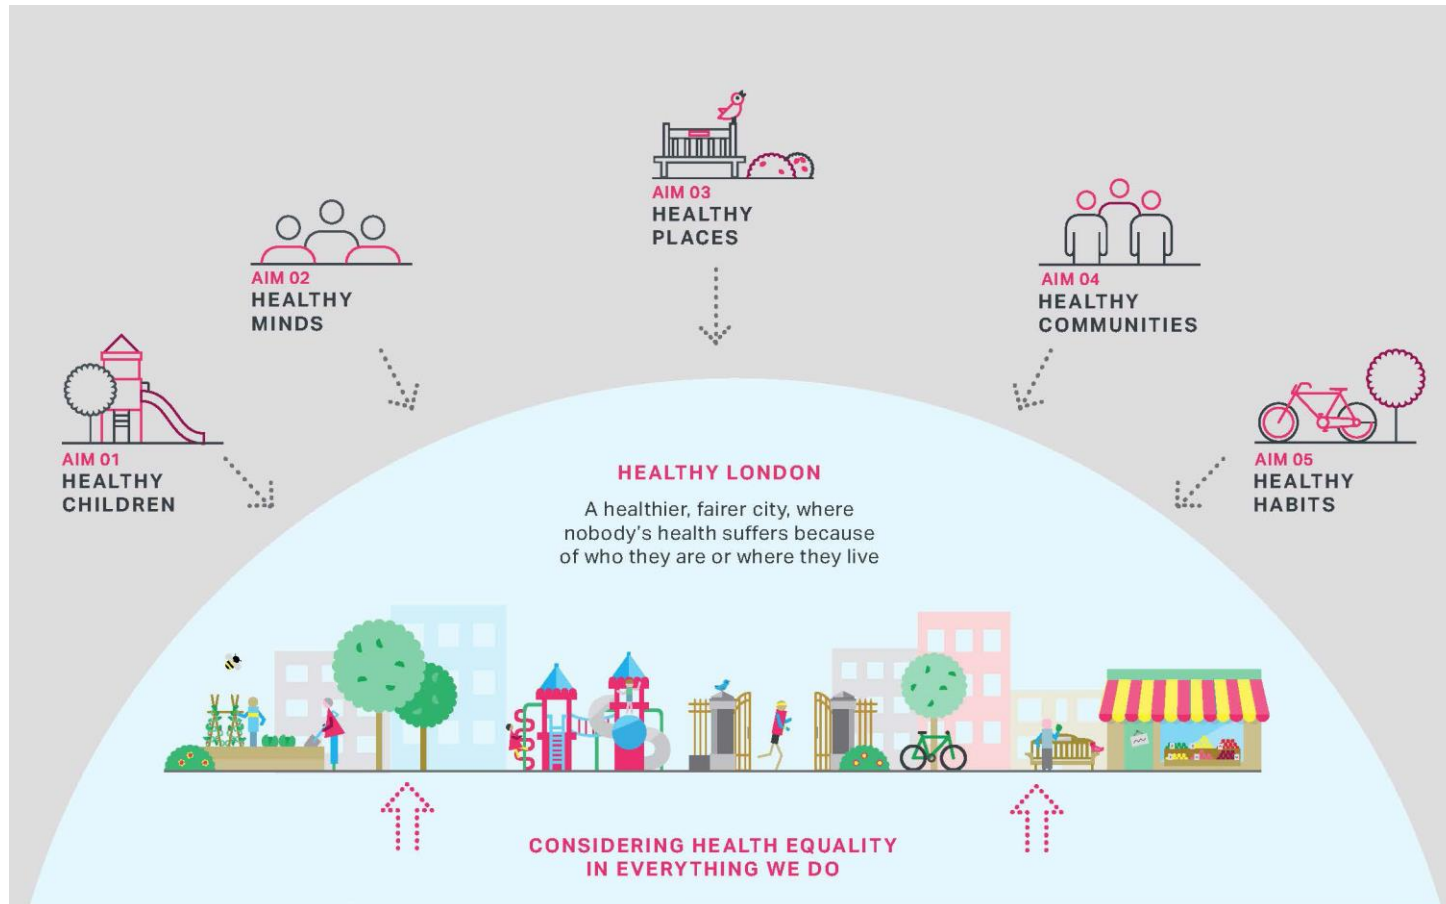 AIM 01
HEALTHY
CHILDREN
AIM 02
HEALTHY
MINDS
AIM 03
HEALTHY
PLACES
AIM 04
HEALTHY
COMMUNITIES
AIM 05
HEALTHY
HABITS
HEALTHY LONDON
A healthier, fairer city, where
nobody's health suffers because
of who they are or where they live
CONSIDERING HEALTH EQUALITY
IN EVERYTHING WE DO